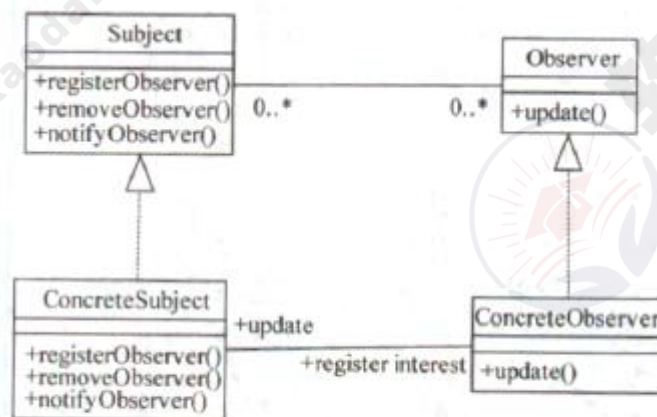 Subject
+registerObserver()
+removeObserver()
+notifyObserver()
0..*
0..*
Observer
+update()
ConcreteSubject
+registerObserver()
+removeObserver()
+notifyObserver()
+update
+register interest
ConcreteObserver
+update()